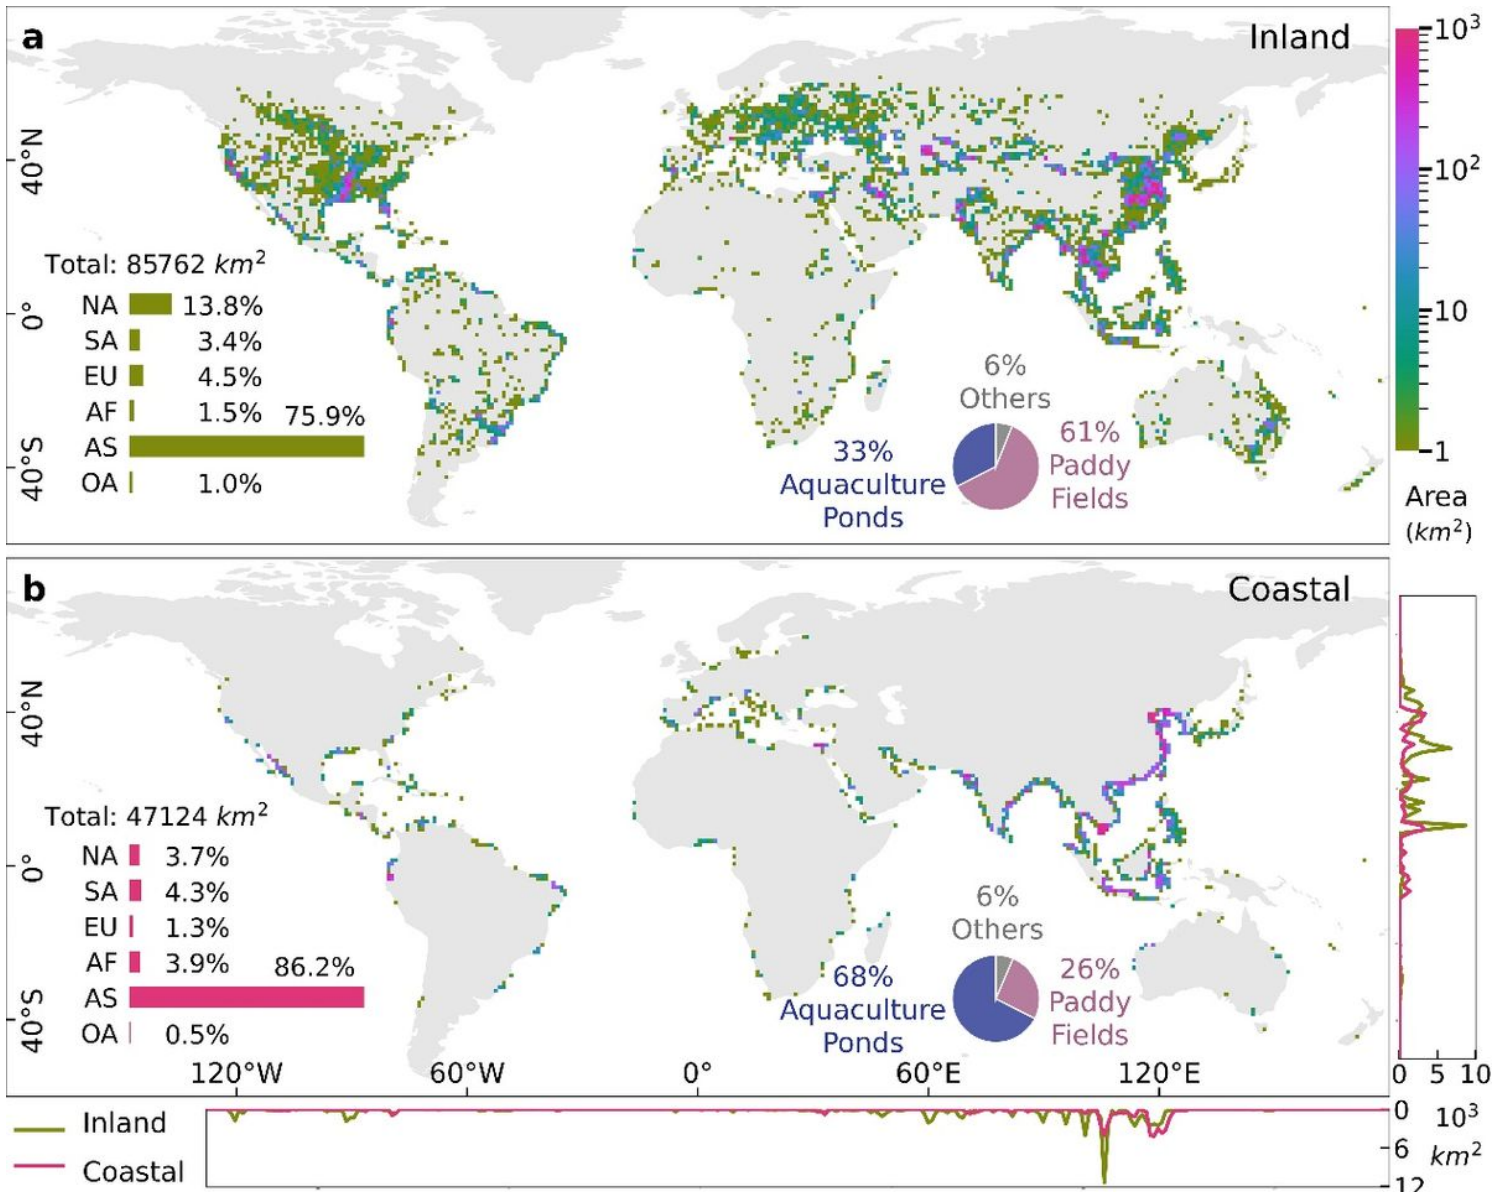 a
Inland
40°N
0°
40°S
Total: 85762 km²
NA 13.8%
SA 3.4%
EU 4.5%
AF 1.5%
AS 75.9%
OA 1.0%
6%
Others
33%
Aquaculture
Ponds
61%
Paddy
Fields
10³
10²
10
1
Area
(km²)
b
Coastal
40°N
0°
40°S
Total: 47124 km²
NA 3.7%
SA 4.3%
EU 1.3%
AF 3.9%
AS 86.2%
OA 0.5%
6%
Others
68%
Aquaculture
Ponds
26%
Paddy
Fields
120°W 60°W 0° 60°E 120°E
0 5 10
Inland
Coastal
0
6
12
10³
km²